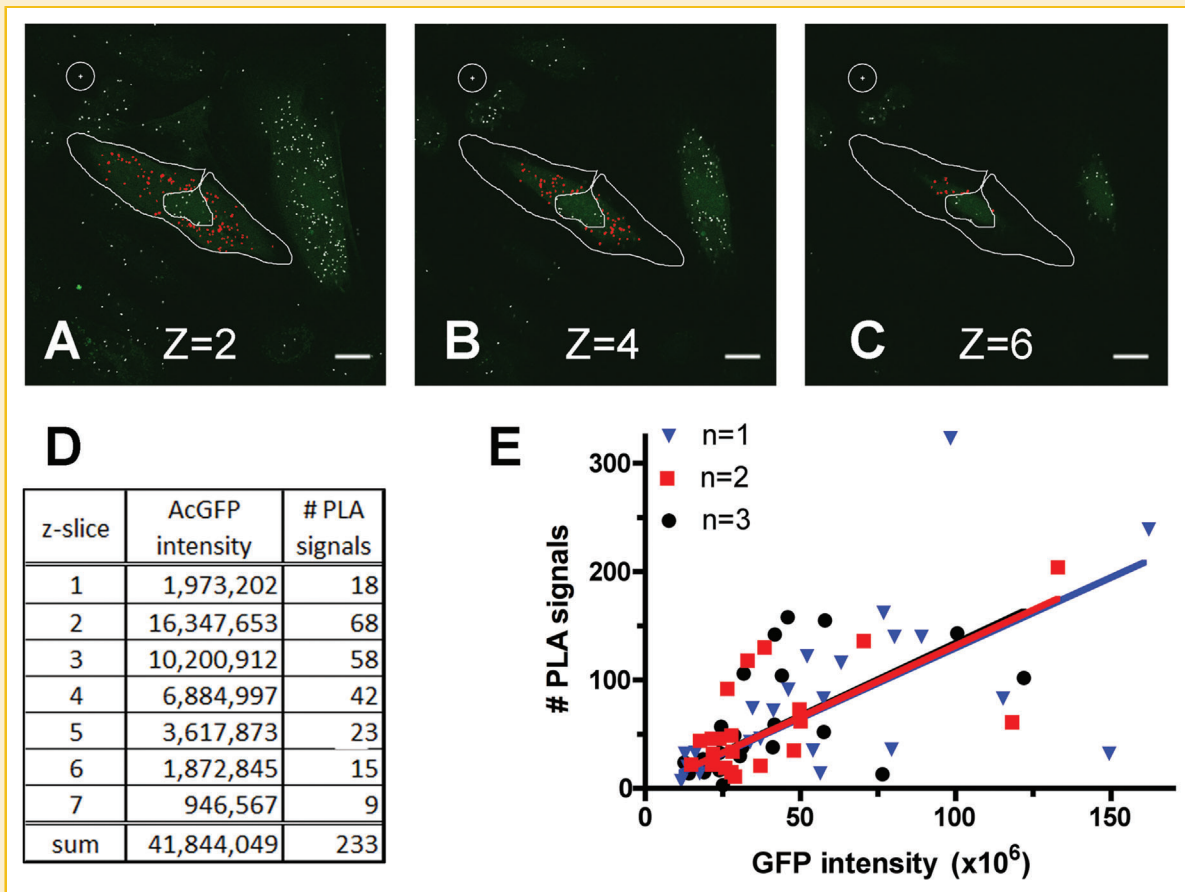 A Z=2
B Z=4
C Z=6
D
z-slice AcGFP intensity # PLA signals
1 1,973,202 18
2 16,347,653 68
3 10,200,912 58
4 6,884,997 42
5 3,617,873 23
6 1,872,845 15
7 946,567 9
sum 41,844,049 233
E
n=1
n=2
n=3
# PLA signals
300
200
100
0
0 50 100 150
GFP intensity (x10⁶)